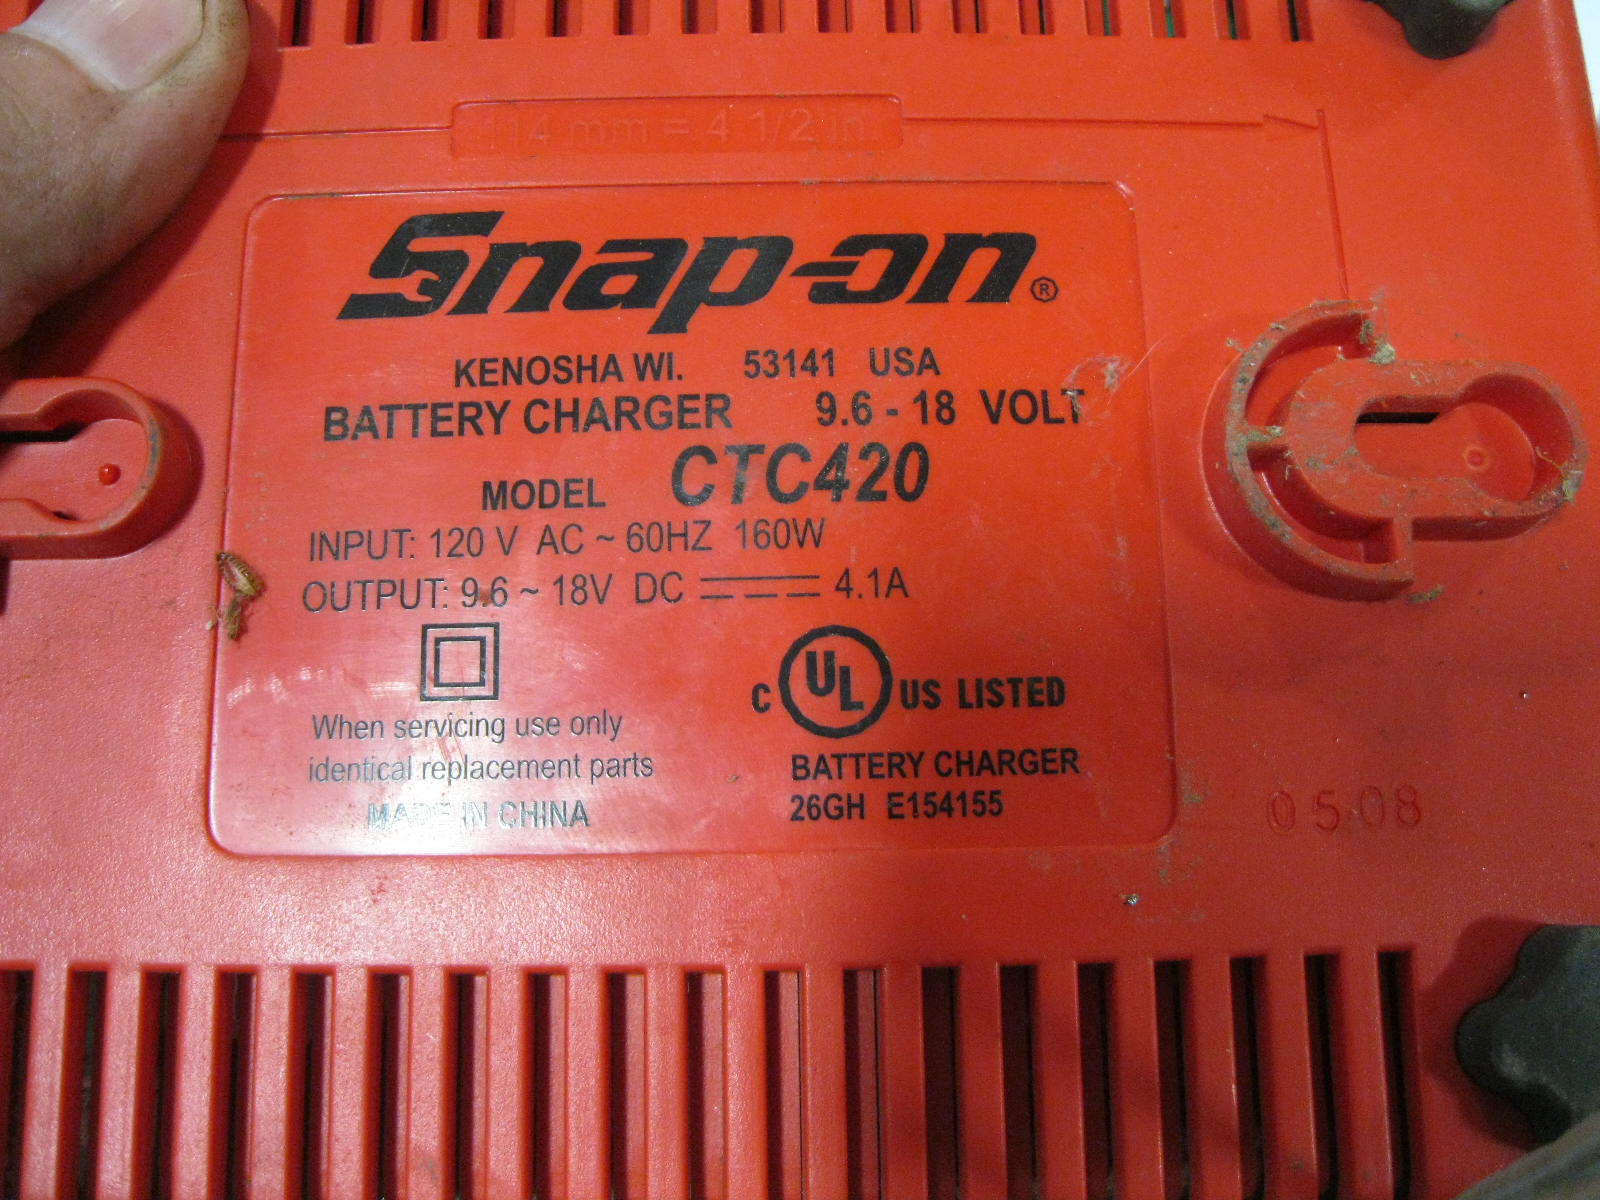 114 mm = 4 1/2 in.
Snap-on ®
KENOSHA WI. 53141 USA
BATTERY CHARGER 9.6 - 18 VOLT
MODEL CTC420
INPUT: 120 V AC ~ 60HZ 160W
OUTPUT: 9.6 ~ 18V DC 4.1A
When servicing use only
identical replacement parts
MADE IN CHINA
C UL US LISTED
BATTERY CHARGER
26GH E154155
05.08